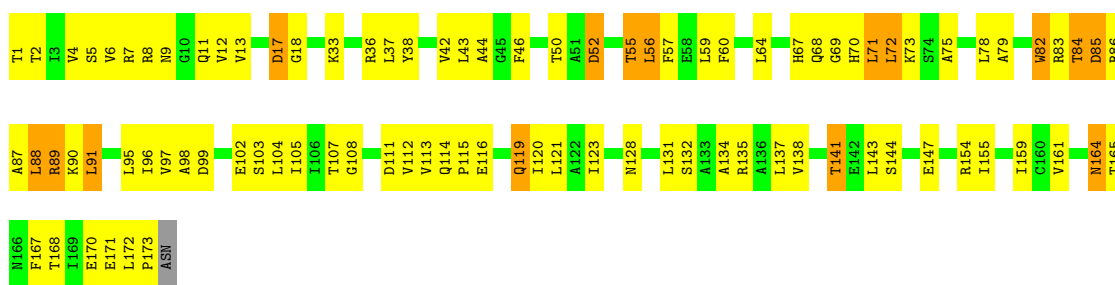 T1 T2 I3 V4 S5 V6 R7 R8 N9 G10 Q11 V12 V13 D17 G18 K33 R36 L37 Y38 V42 L43 A44 G45 F46 T50 A51 D52 T55 L56 F57 E58 L59 F60 L64 H67 Q68 G69 H70 L71 L72 K73 S74 A75 L78 A79 W82 R83 T84 D85 R86
A87 L88 R89 K90 L91 L95 I96 V97 A98 D99 E102 S103 L104 I105 I106 T107 G108 D111 V112 V113 Q114 P115 E116 Q119 I120 L121 A122 I123 N128 L131 S132 A133 A134 R135 A136 L137 V138 T141 E142 L143 S144 E147 R154 I155 I159 C160 V161 N164 T165
N166 F167 T168 I169 E170 E171 L172 P173 ASN